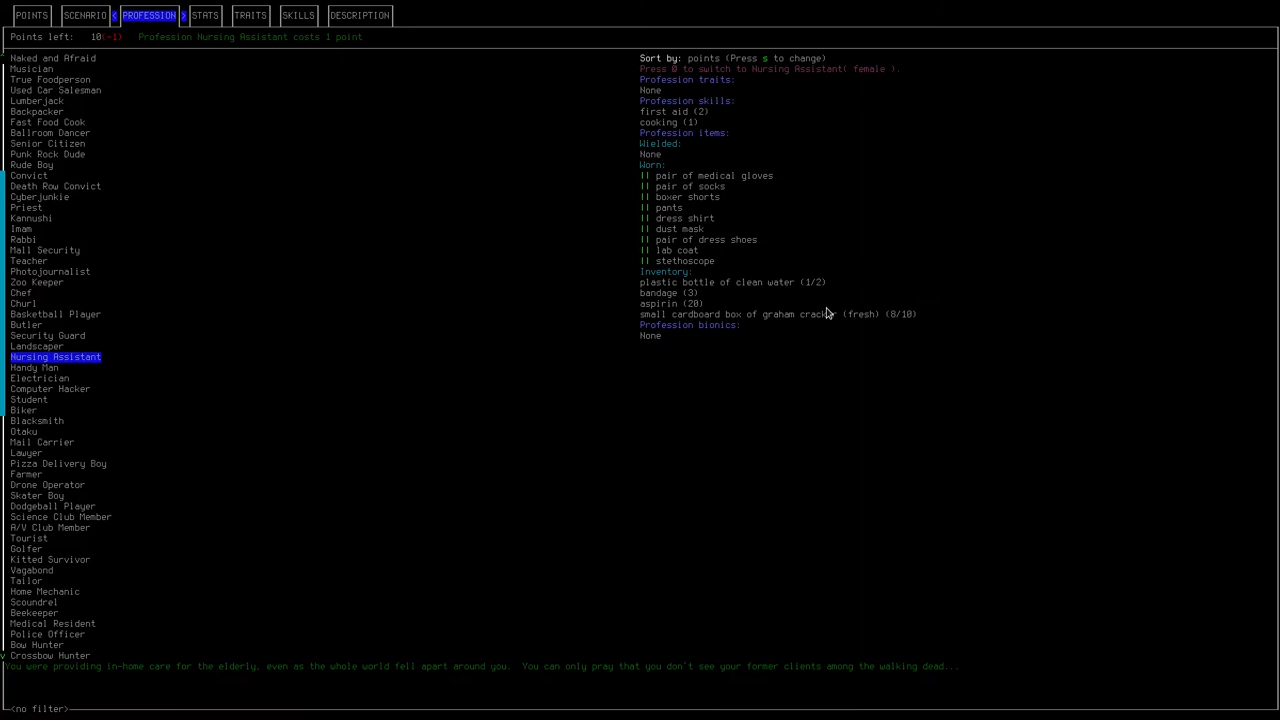 POINTS SCENARIO < PROFESSION > STATS TRAITS SKILLS DESCRIPTION
Points left: 10(-1) Profession Nursing Assistant costs 1 point
Naked and Afraid
Musician
True Foodperson
Used Car Salesman
Lumberjack
Backpacker
Fast Food Cook
Ballroom Dancer
Senior Citizen
Punk Rock Dude
Rude Boy
Convict
Death Row Convict
Cyberjunkie
Priest
Kannushi
Imam
Rabbi
Mall Security
Teacher
Photojournalist
Zoo Keeper
Chef
Churl
Basketball Player
Butler
Security Guard
Landscaper
Nursing Assistant
Handy Man
Electrician
Computer Hacker
Student
Biker
Blacksmith
Otaku
Mail Carrier
Lawyer
Pizza Delivery Boy
Farmer
Drone Operator
Skater Boy
Dodgeball Player
Science Club Member
A/V Club Member
Tourist
Golfer
Kitted Survivor
Vagabond
Tailor
Home Mechanic
Scoundrel
Beekeeper
Medical Resident
Police Officer
Bow Hunter
v Crossbow Hunter
Sort by: points (Press s to change)
Press @ to switch to Nursing Assistant( female ).
Profession traits:
None
Profession skills:
first aid (2)
cooking (1)
Profession items:
Wielded:
None
Worn:
|| pair of medical gloves
|| pair of socks
|| boxer shorts
|| pants
|| dress shirt
|| dust mask
|| pair of dress shoes
|| lab coat
|| stethoscope
Inventory:
plastic bottle of clean water (1/2)
bandage (3)
aspirin (20)
small cardboard box of graham cracker (fresh) (8/10)
Profession bionics:
None
You were providing in-home care for the elderly, even as the whole world fell apart around you. You can only pray that you don't see your former clients among the walking dead...
<no filter>